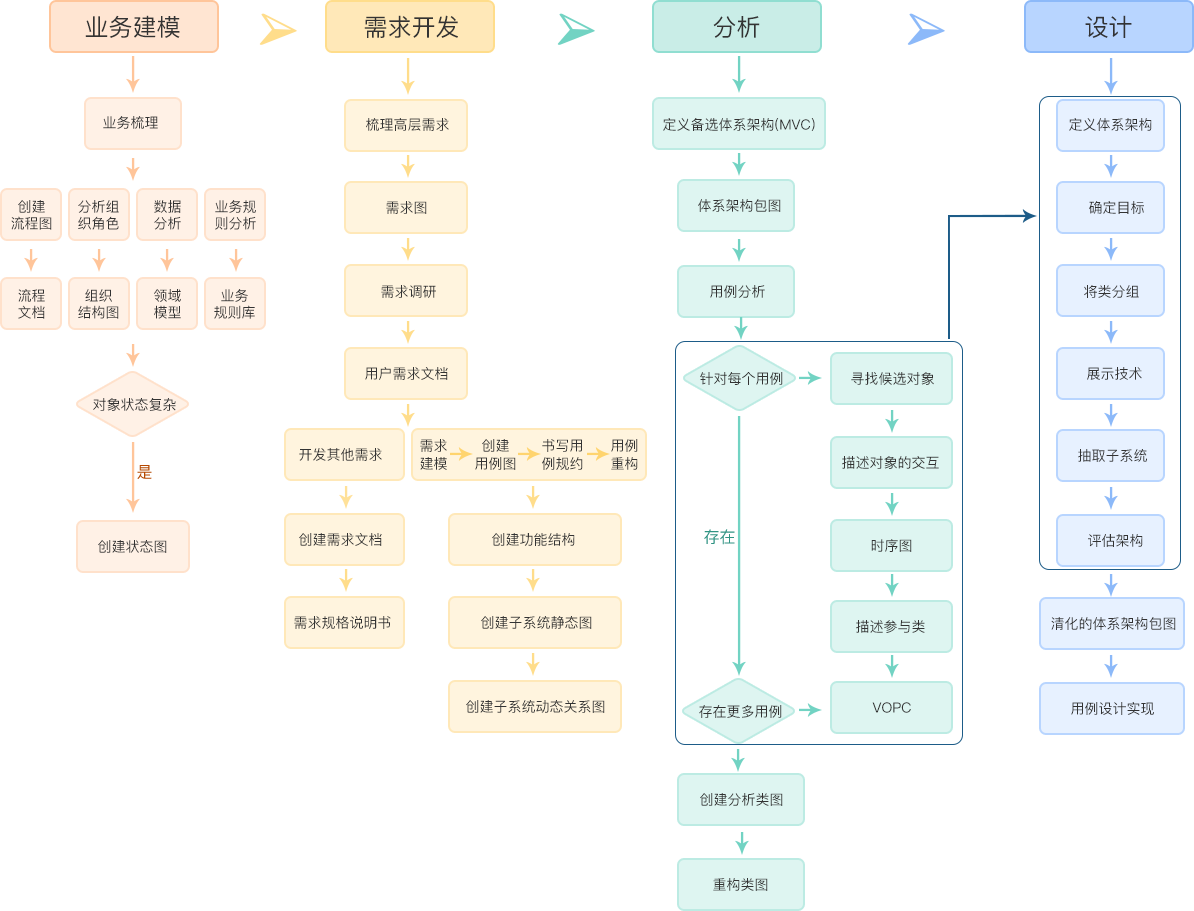 业务建模
业务梳理
创建
流程图
分析组
织角色
数据
分析
业务规
则分析
流程
文档
组织
结构图
领域
模型
业务
规则库
对象状态复杂
是
创建状态图
需求开发
梳理高层需求
需求图
需求调研
用户需求文档
开发其他需求
创建需求文档
需求规格说明书
需求
建模
创建
用例图
书写用
例规约
用例
重构
创建功能结构
创建子系统静态图
创建子系统动态关系图
分析
定义备选体系架构(MVC)
体系架构包图
用例分析
针对每个用例
存在
存在更多用例
寻找候选对象
描述对象的交互
时序图
描述参与类
VOPC
创建分析类图
重构类图
设计
定义体系架构
确定目标
将类分组
展示技术
抽取子系统
评估架构
清化的体系架构包图
用例设计实现